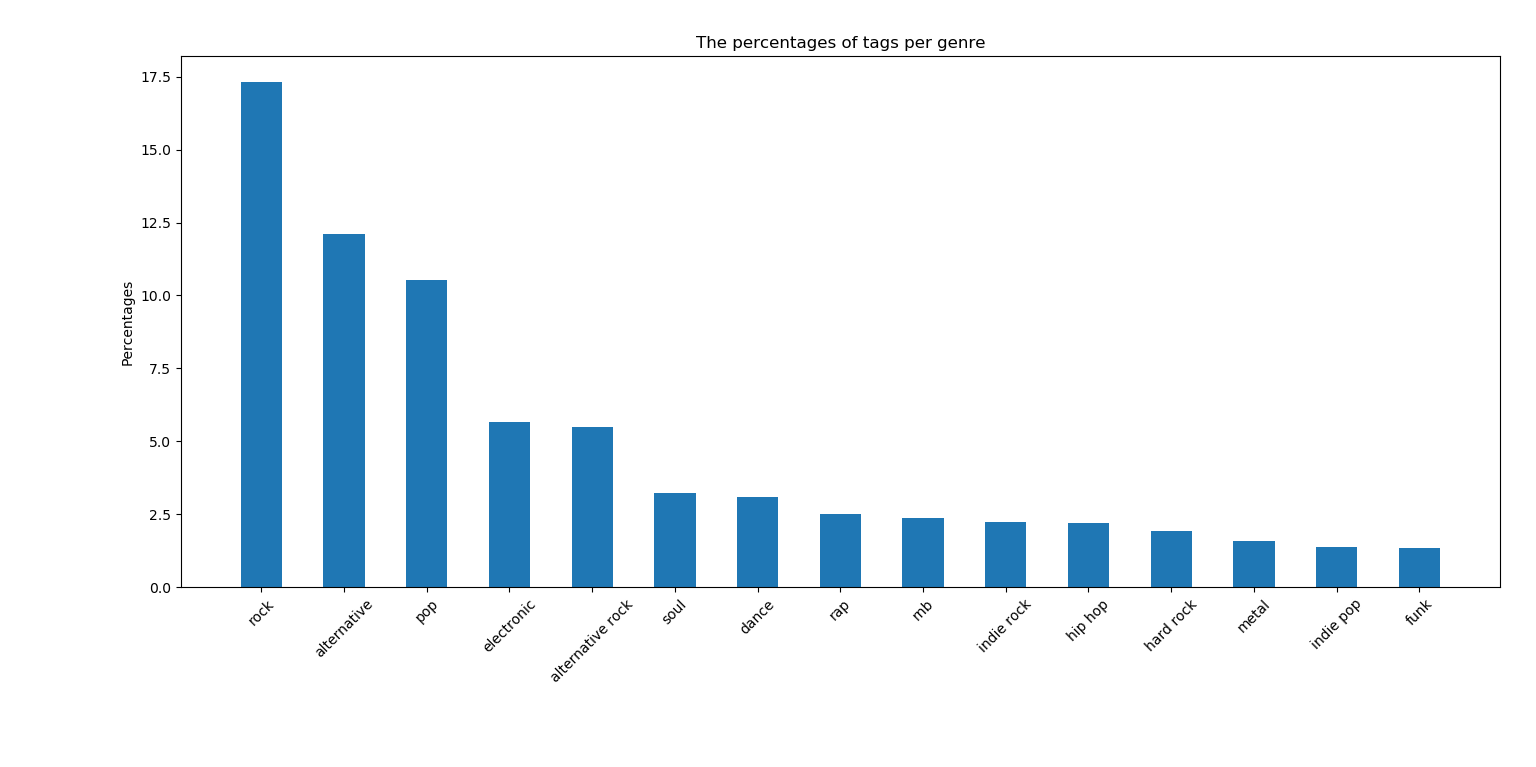 The percentages of tags per genre
17.5
15.0
12.5
10.0
7.5
5.0
2.5
0.0
Percentages
rock
alternative
pop
electronic
alternative rock
soul
dance
rap
rnb
indie rock
hip hop
hard rock
metal
indie pop
funk